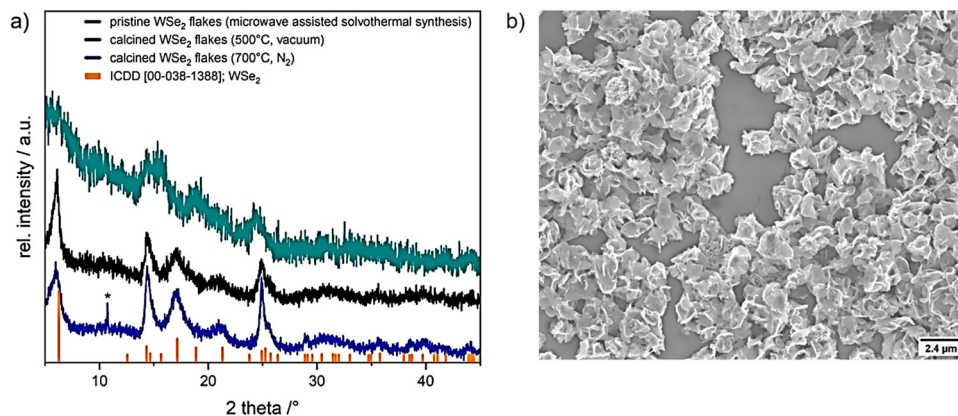 a)
pristine WSe₂ flakes (microwave assisted solvothermal synthesis)
calcined WSe₂ flakes (500°C, vacuum)
calcined WSe₂ flakes (700°C, N₂)
ICDD [00-038-1388]; WSe₂
rel. intensity / a.u.
*
10 20 30 40
2 theta /°
b)
2.4 µm